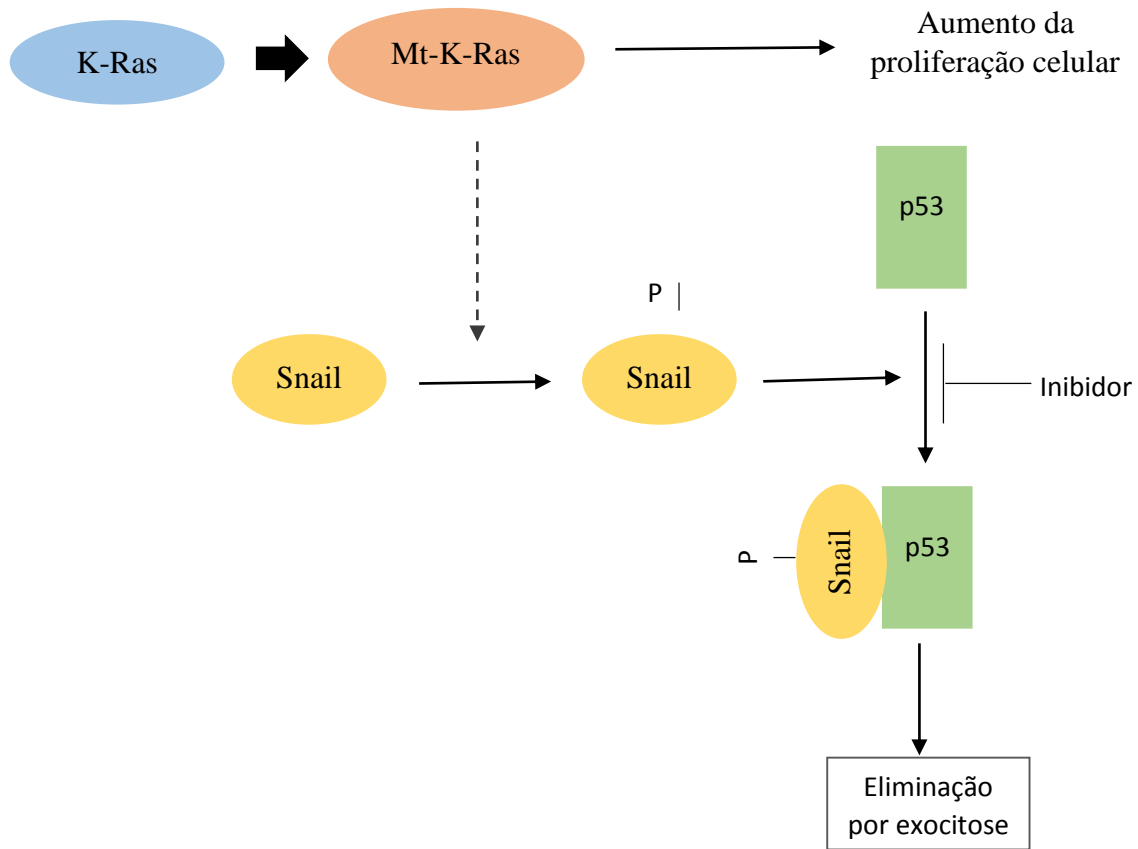 K-Ras
Mt-K-Ras
Aumento da
proliferação celular
p53
P
Snail
Snail
Inibidor
P
Snail
p53
Eliminação
por exocitose